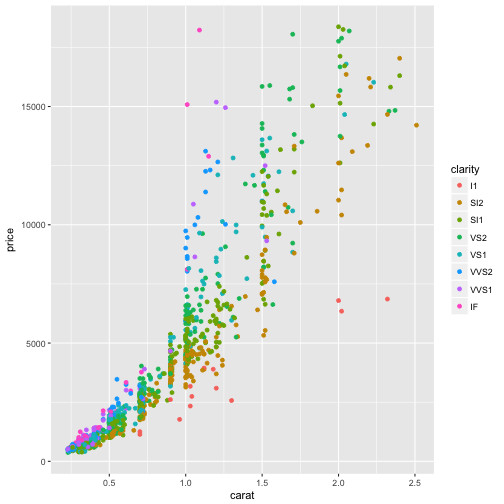 15000
10000
5000
0
price
0.5 1.0 1.5 2.0 2.5
carat
clarity
I1
SI2
SI1
VS2
VS1
VVS2
VVS1
IF